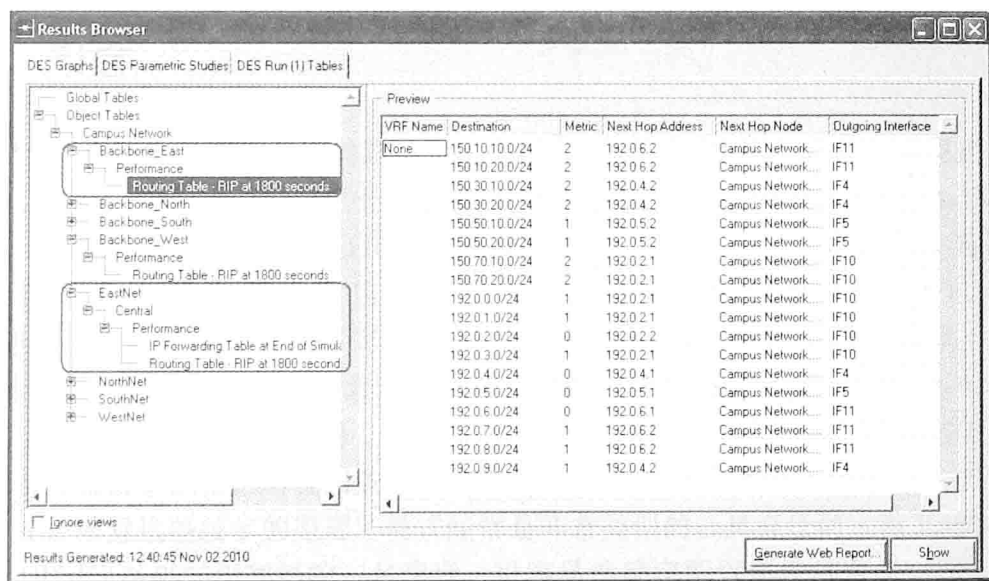 Results Browser
DES Graphs DES Parametric Studies DES Run (1) Tables
Global Tables
Object Tables
Campus Network
Backbone_East
Performance
Routing Table - RIP at 1800 seconds
Backbone_North
Backbone_South
Backbone_West
Performance
Routing Table - RIP at 1800 seconds
EastNet
Central
Performance
IP Forwarding Table at End of Simul
Routing Table - RIP at 1800 second
NorthNet
SouthNet
WestNet
Ignore views
Preview
VRF Name Destination Metric Next Hop Address Next Hop Node Outgoing Interface
None 150.10.10.0/24 2 192.0.6.2 Campus Network.... IF11
150.10.20.0/24 2 192.0.6.2 Campus Network.... IF11
150.30.10.0/24 2 192.0.4.2 Campus Network.... IF4
150.30.20.0/24 2 192.0.4.2 Campus Network.... IF4
150.50.10.0/24 1 192.0.5.2 Campus Network.... IF5
150.50.20.0/24 1 192.0.5.2 Campus Network.... IF5
150.70.10.0/24 2 192.0.2.1 Campus Network.... IF10
150.70.20.0/24 2 192.0.2.1 Campus Network.... IF10
192.0.0.0/24 1 192.0.2.1 Campus Network.... IF10
192.0.1.0/24 1 192.0.2.1 Campus Network.... IF10
192.0.2.0/24 0 192.0.2.2 Campus Network.... IF10
192.0.3.0/24 1 192.0.2.1 Campus Network.... IF10
192.0.4.0/24 0 192.0.4.1 Campus Network.... IF4
192.0.5.0/24 0 192.0.5.1 Campus Network.... IF5
192.0.6.0/24 0 192.0.6.1 Campus Network.... IF11
192.0.7.0/24 1 192.0.6.2 Campus Network.... IF11
192.0.8.0/24 1 192.0.6.2 Campus Network.... IF11
192.0.9.0/24 1 192.0.4.2 Campus Network.... IF4
Results Generated: 12:40:45 Nov 02 2010
Generate Web Report... Show